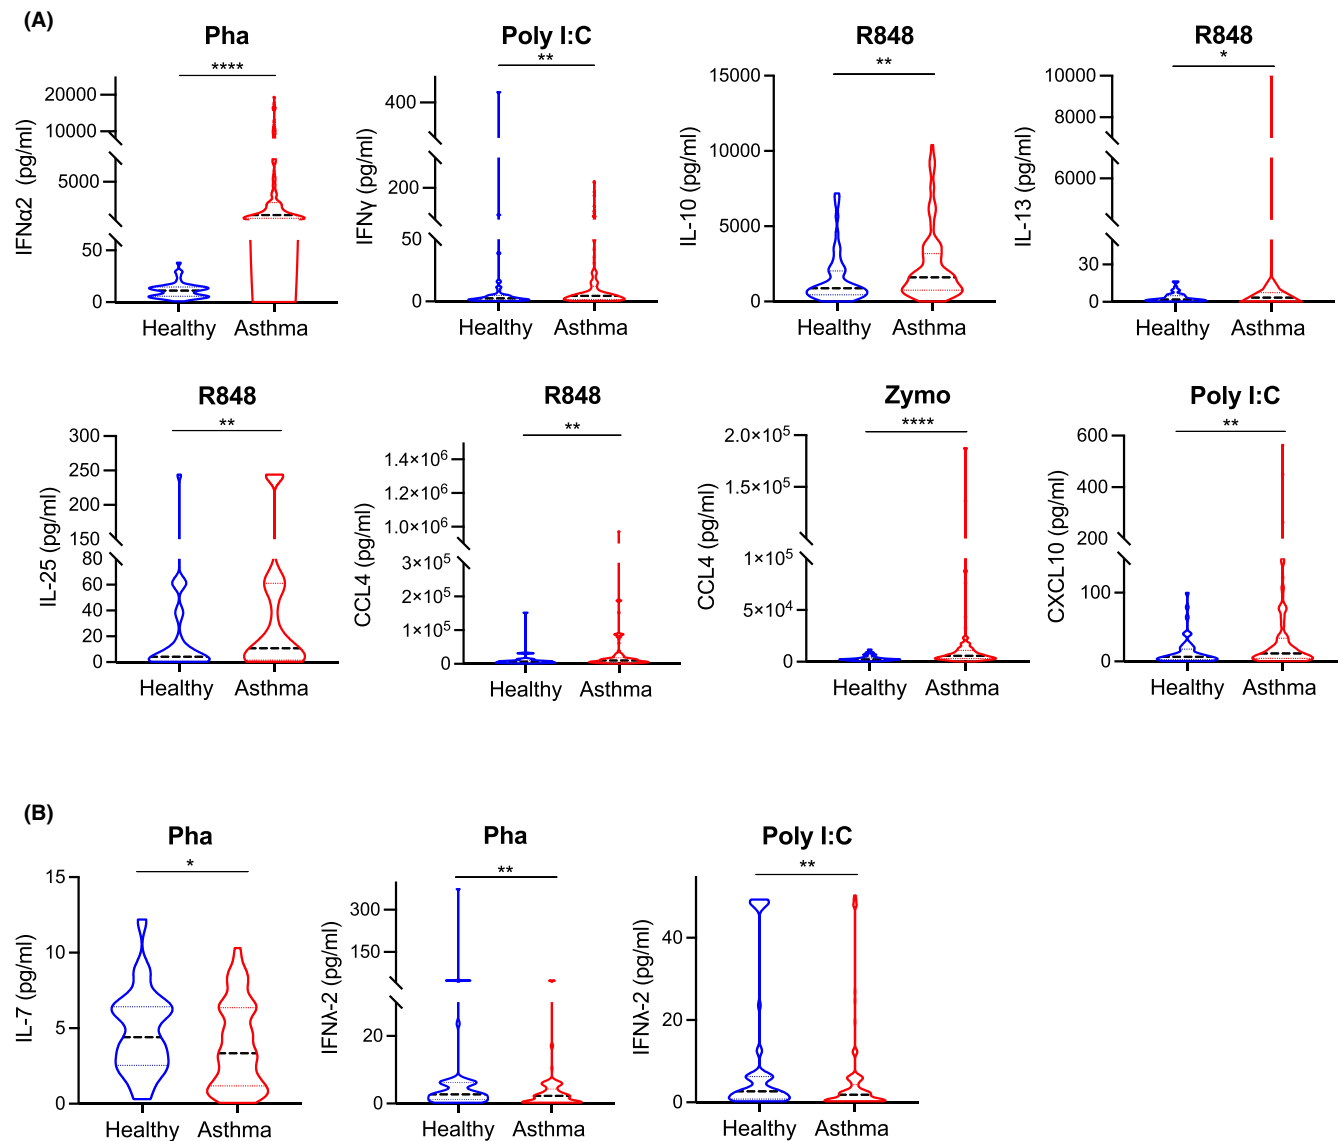 (A)
Pha
****
IFNα2 (pg/ml)
20000
10000
5000
50
0
Healthy
Asthma
Poly I:C
**
IFNγ (pg/ml)
400
200
50
0
Healthy
Asthma
R848
**
IL-10 (pg/ml)
15000
10000
5000
0
Healthy
Asthma
R848
*
IL-13 (pg/ml)
10000
8000
6000
30
0
Healthy
Asthma
R848
**
IL-25 (pg/ml)
300
250
200
150
80
60
40
20
0
Healthy
Asthma
R848
**
CCL4 (pg/ml)
1.4×10⁶
1.2×10⁶
1.0×10⁶
3×10⁵
2×10⁵
1×10⁵
0
Healthy
Asthma
Zymo
****
CCL4 (pg/ml)
2.0×10⁵
1.5×10⁵
1×10⁵
5×10⁴
0
Healthy
Asthma
Poly I:C
**
CXCL10 (pg/ml)
600
400
200
100
0
Healthy
Asthma
(B)
Pha
*
IL-7 (pg/ml)
15
10
5
0
Healthy
Asthma
Pha
**
IFNλ-2 (pg/ml)
300
150
20
0
Healthy
Asthma
Poly I:C
**
IFNλ-2 (pg/ml)
40
20
0
Healthy
Asthma